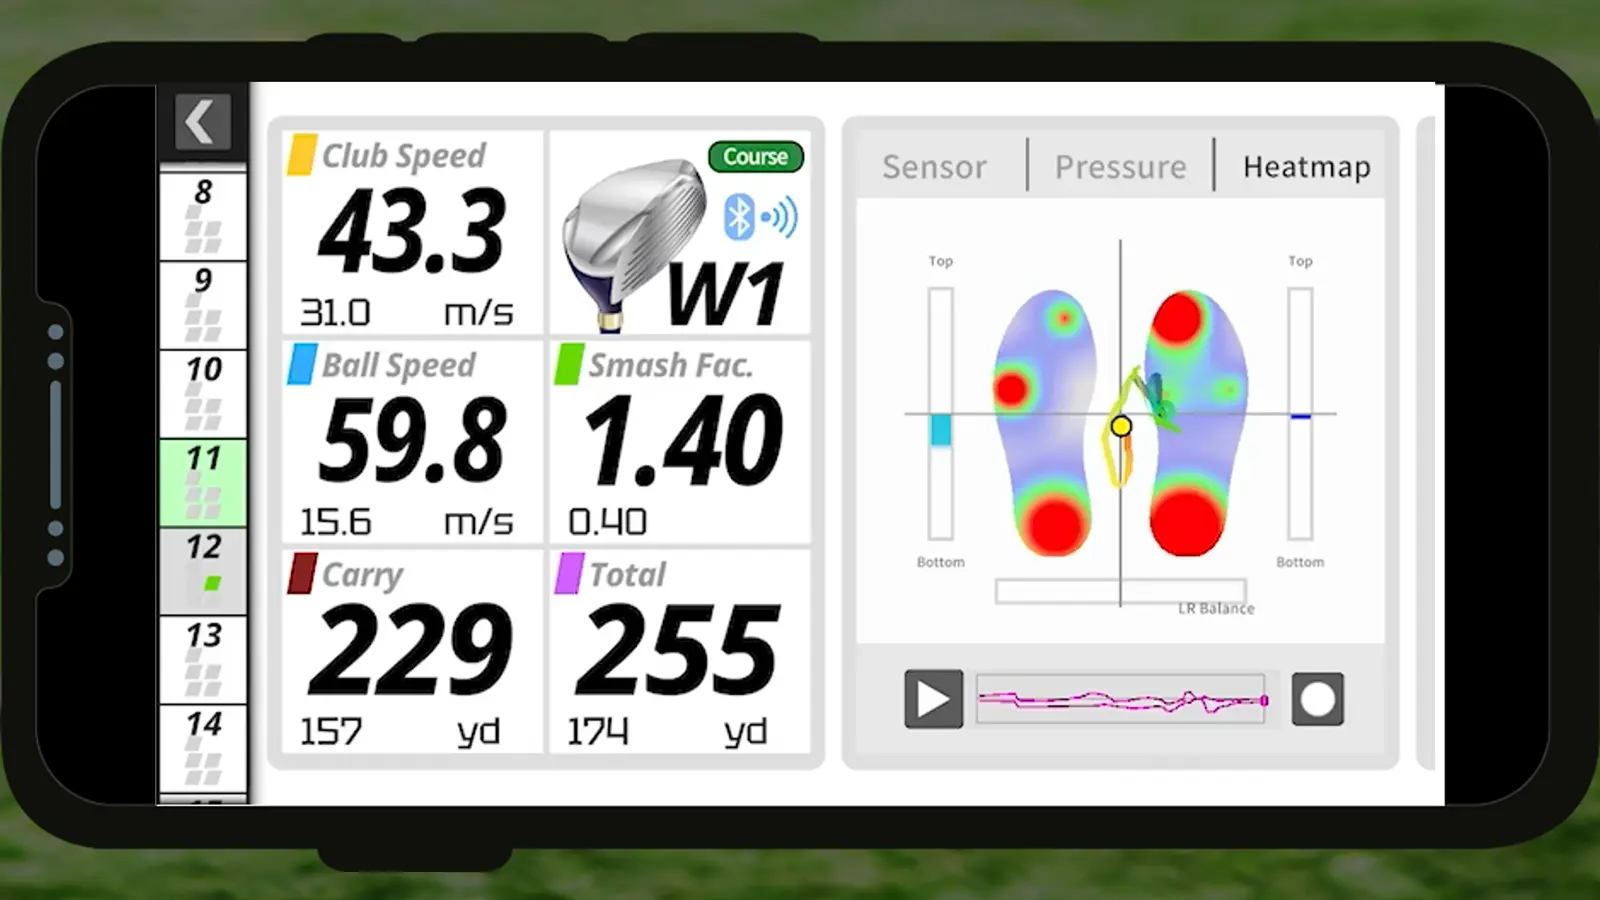 8
9
10
11
12
13
14
Club Speed
43.3
31.0 m/s
Course
W1
Ball Speed
59.8
15.6 m/s
Smash Fac.
1.40
0.40
Carry
229
157 yd
Total
255
174 yd
Sensor Pressure Heatmap
Top Top
Bottom Bottom
LR Balance